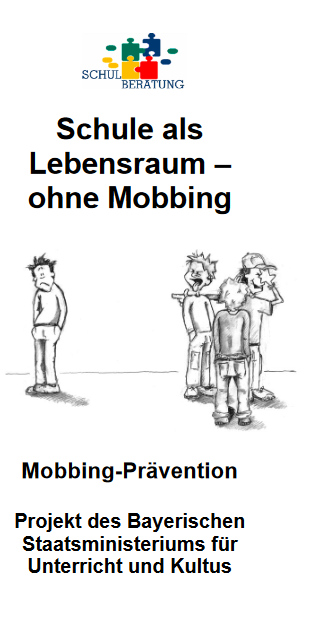 SCHUL
BERATUNG
Schule als
Lebensraum –
ohne Mobbing
Mobbing-Prävention
Projekt des Bayerischen
Staatsministeriums für
Unterricht und Kultus